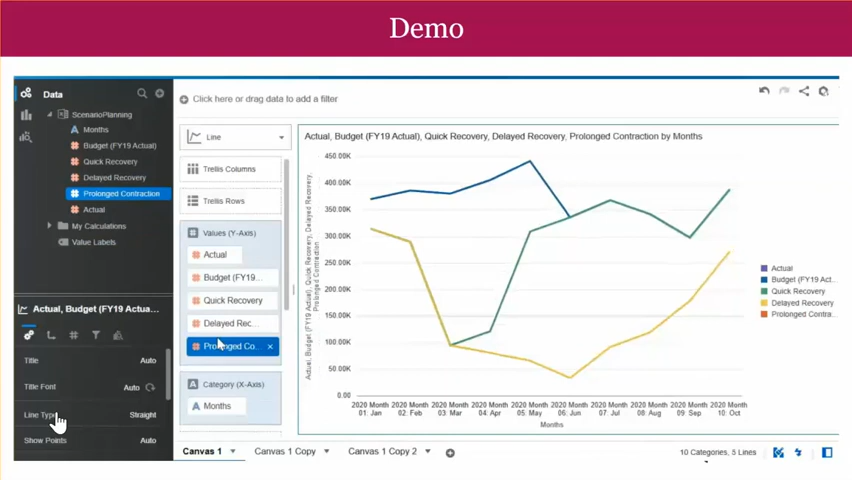 Demo
Data
ScenarioPlanning
Months
Budget (FY19 Actual)
Quick Recovery
Delayed Recovery
Prolonged Contraction
Actual
My Calculations
Value Labels
Actual, Budget (FY19 Actua...
Title
Auto
Title Font
Auto
Line Type
Straight
Show Points
Auto
Click here or drag data to add a filter
Line
Trellis Columns
Trellis Rows
Values (Y-Axis)
Actual
Budget (FY19...
Quick Recovery
Delayed Rec...
Prolonged Co...
Category (X-Axis)
Months
Actual, Budget (FY19 Actual), Quick Recovery, Delayed Recovery, Prolonged Contraction by Months
Actual, Budget (FY19 Actual), Quick Recovery, Delayed Recovery,
Prolonged Contraction
450.00K
400.00K
350.00K
300.00K
250.00K
200.00K
150.00K
100.00K
50.00K
0.00
2020 Month 2020 Month 2020 Month 2020 Month 2020 Month 2020 Month 2020 Month 2020 Month 2020 Month 2020 Month
01: Jan 02: Feb 03: Mar 04: Apr 05: May 06: Jun 07: Jul 08: Aug 09: Sep 10: Oct
Months
Actual
Budget (FY19 Act..
Quick Recovery
Delayed Recovery
Prolonged Contra...
Canvas 1
Canvas 1 Copy
Canvas 1 Copy 2
10 Categories, 5 Lines